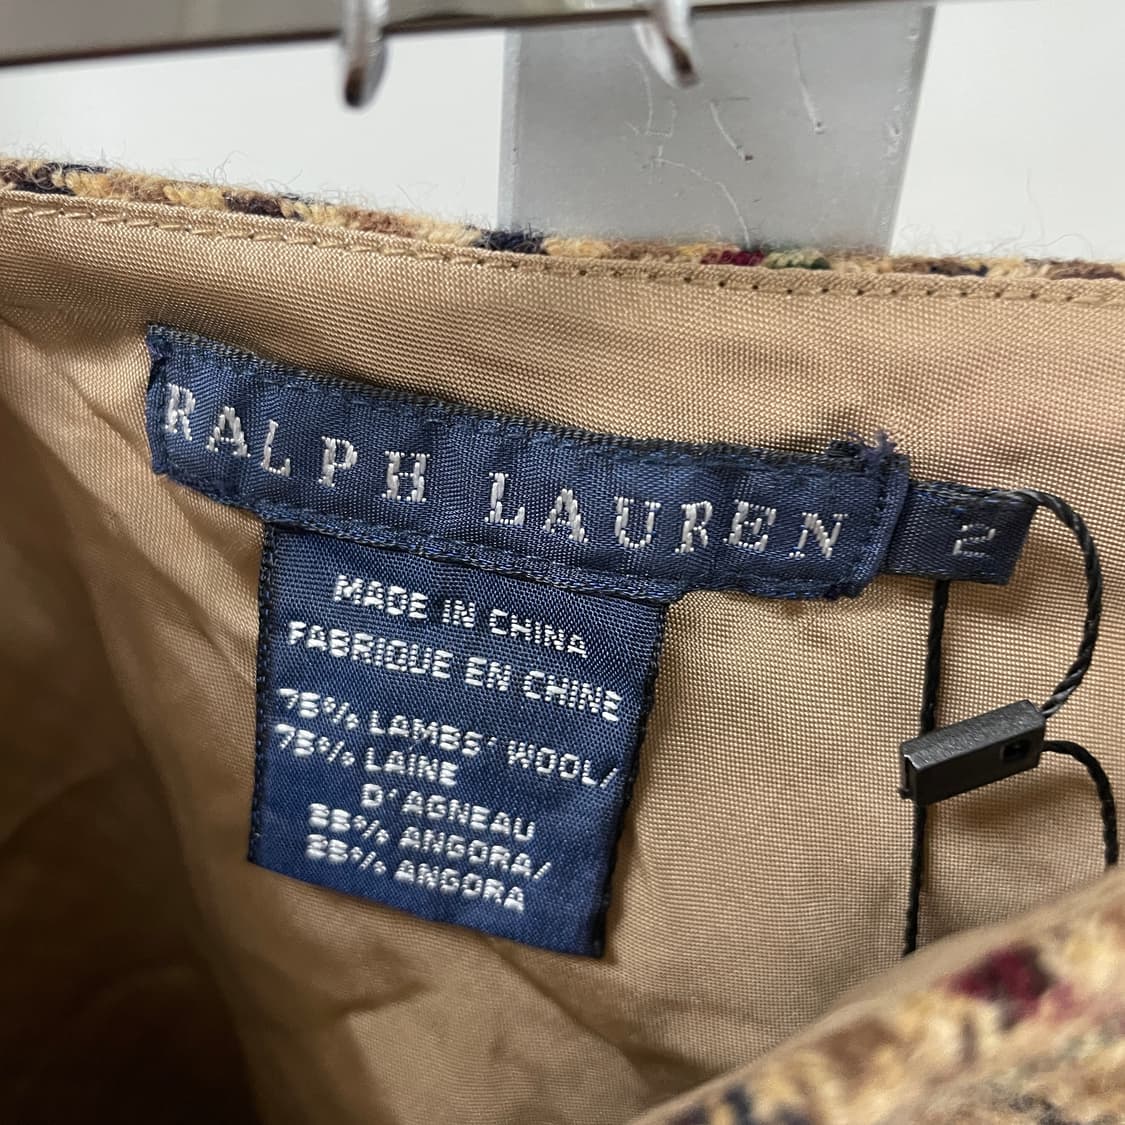 RALPH LAUREN
2
MADE IN CHINA
FABRIQUE EN CHINE
75% LAMBS' WOOL/
75% LAINE
D'AGNEAU
25% ANGORA/
25% ANGORA